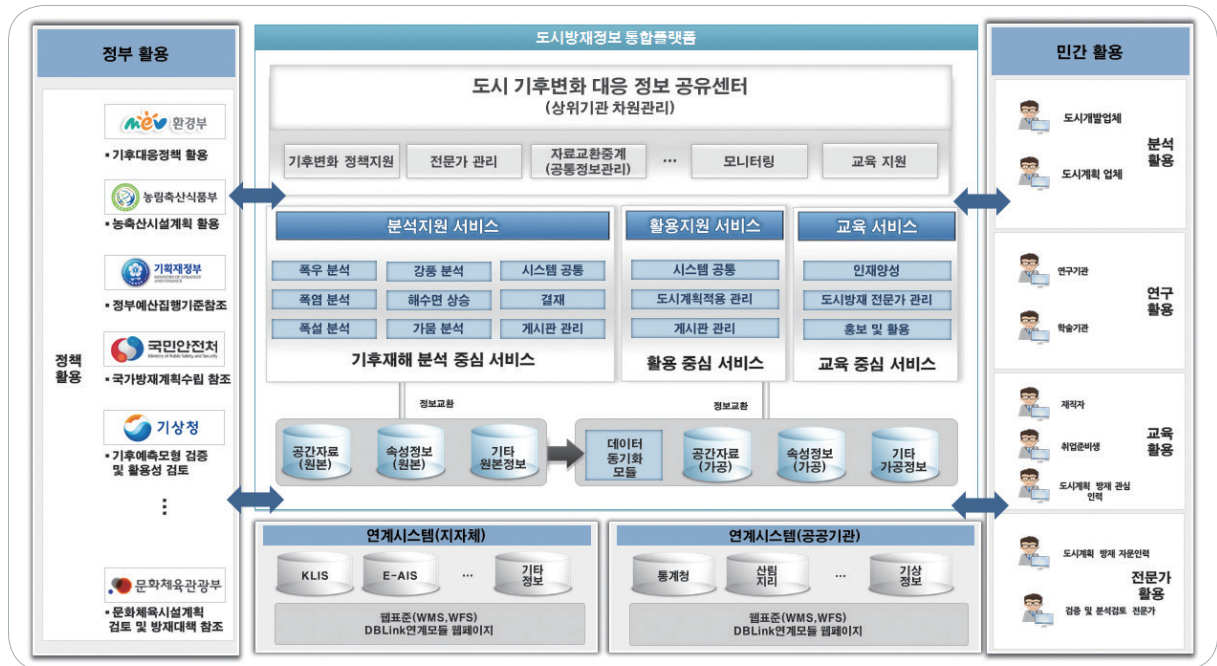 정부 활용
정책
활용
환경부
▪ 기후대응정책 활용
농림축산식품부
▪ 농축산시설계획 활용
기획재정부
MINISTRY OF STRATEGY
AND FINANCE
▪ 정부예산집행기준참조
국민안전처
Ministry of Public Safety and Security
▪ 국가방재계획수립 참조
기상청
▪ 기후예측모형 검증
및 활용성 검토
⋮
문화체육관광부
▪ 문화체육시설계획
검토 및 방재대책 참조
도시방재정보 통합플랫폼
도시 기후변화 대응 정보 공유센터
(상위기관 차원관리)
기후변화 정책지원
전문가 관리
자료교환중계
(공통정보관리)
⋯
모니터링
교육 지원
분석지원 서비스
폭우 분석
강풍 분석
시스템 공통
폭염 분석
해수면 상승
결재
폭설 분석
가뭄 분석
게시판 관리
기후재해 분석 중심 서비스
활용지원 서비스
시스템 공통
도시계획적용 관리
게시판 관리
활용 중심 서비스
교육 서비스
인재양성
도시방재 전문가 관리
홍보 및 활용
교육 중심 서비스
정보교환
정보교환
공간자료
(원본)
속성정보
(원본)
기타
원본정보
데이터
동기화
모듈
공간자료
(가공)
속성정보
(가공)
기타
가공정보
연계시스템(지자체)
KLIS
E-AIS
⋯
기타
정보
웹표준(WMS,WFS)
DBLink연계모듈 웹페이지
연계시스템(공공기관)
통계청
산림
지리
⋯
기상
정보
웹표준(WMS,WFS)
DBLink연계모듈 웹페이지
민간 활용
도시개발업체
도시계획 업체
분석
활용
연구기관
학술기관
연구
활용
재직자
취업준비생
도시계획 방재 관심
인력
교육
활용
도시계획 방재 자문인력
검증 및 분석검토 전문가
전문가
활용